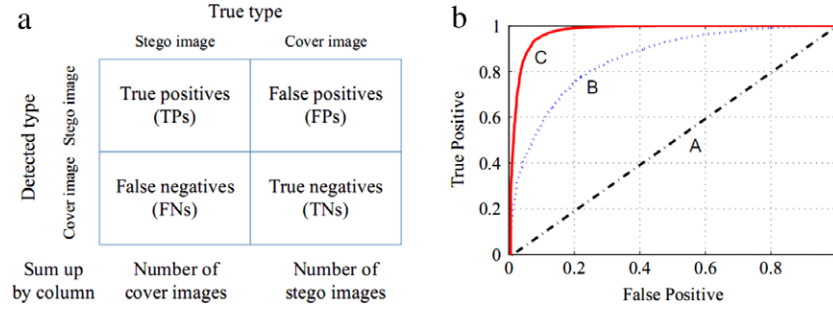 a
True type
Stego image Cover image
Detected type
Stego image
Cover image
True positives
(TPs)
False positives
(FPs)
False negatives
(FNs)
True negatives
(TNs)
Sum up
by column
Number of
cover images
Number of
stego images
b
True Positive
1
0.8
0.6
0.4
0.2
0
C
B
A
0 0.2 0.4 0.6 0.8 1
False Positive